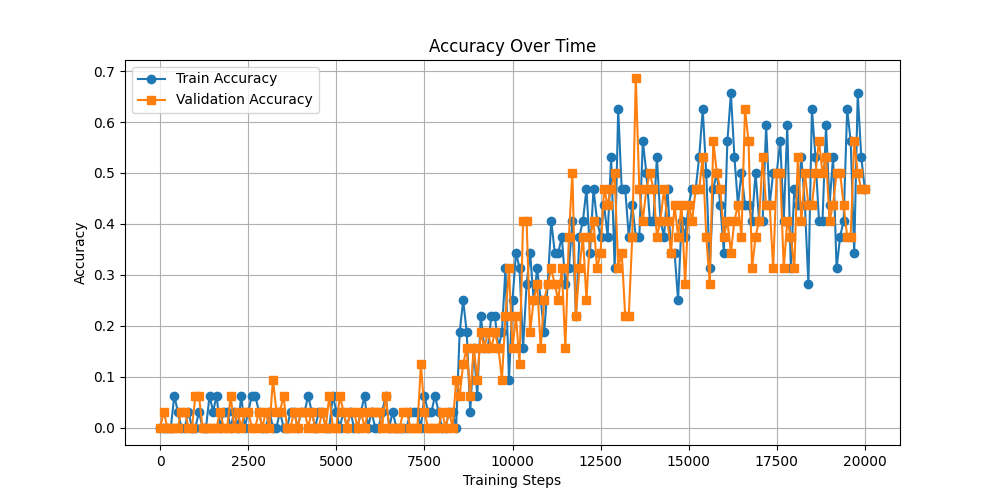 Accuracy Over Time
Train Accuracy
Validation Accuracy
Accuracy
0.7
0.6
0.5
0.4
0.3
0.2
0.1
0.0
0 2500 5000 7500 10000 12500 15000 17500 20000
Training Steps